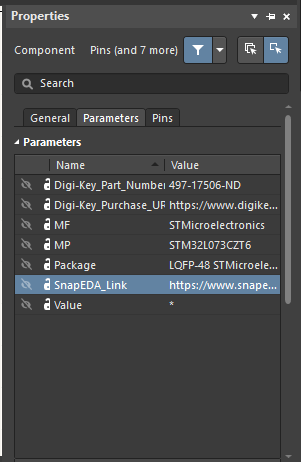 Properties
Component Pins (and 7 more)
Search
General Parameters Pins
Parameters
Name Value
Digi-Key_Part_Number 497-17506-ND
Digi-Key_Purchase_UR https://www.digike
MF STMicroelectronics
MP STM32L073CZT6
Package LQFP-48 STMicroele...
SnapEDA_Link https://www.snape...
Value *